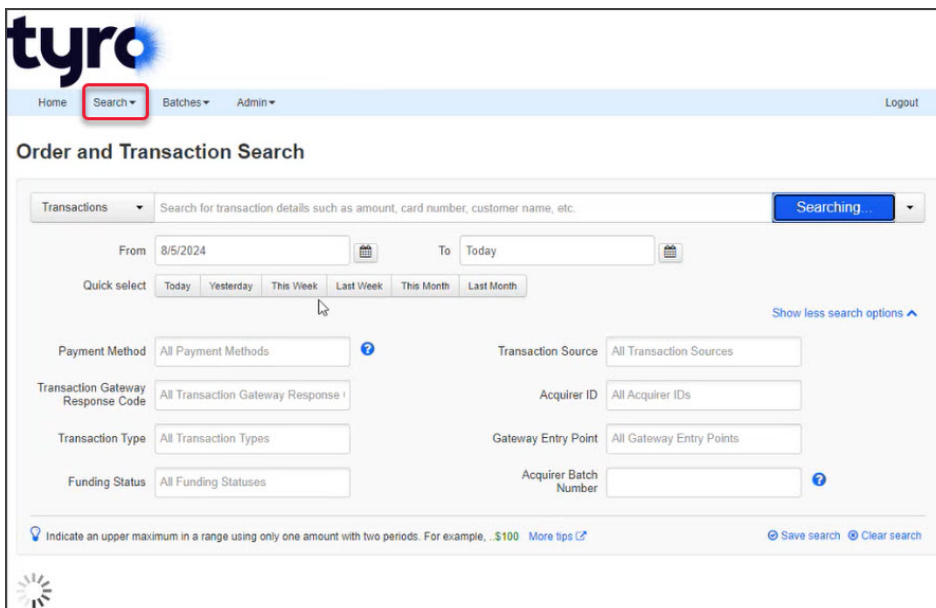 tyro
Home Search Batches Admin Logout
Order and Transaction Search
Transactions Search for transaction details such as amount, card number, customer name, etc. Searching...
From 8/5/2024 To Today
Quick select Today Yesterday This Week Last Week This Month Last Month
Show less search options
Payment Method All Payment Methods ? Transaction Source All Transaction Sources
Transaction Gateway
Response Code All Transaction Gateway Response Acquirer ID All Acquirer IDs
Transaction Type All Transaction Types Gateway Entry Point All Gateway Entry Points
Funding Status All Funding Statuses Acquirer Batch
Number ?
Indicate an upper maximum in a range using only one amount with two periods. For example, ..$100 More tips Save search Clear search